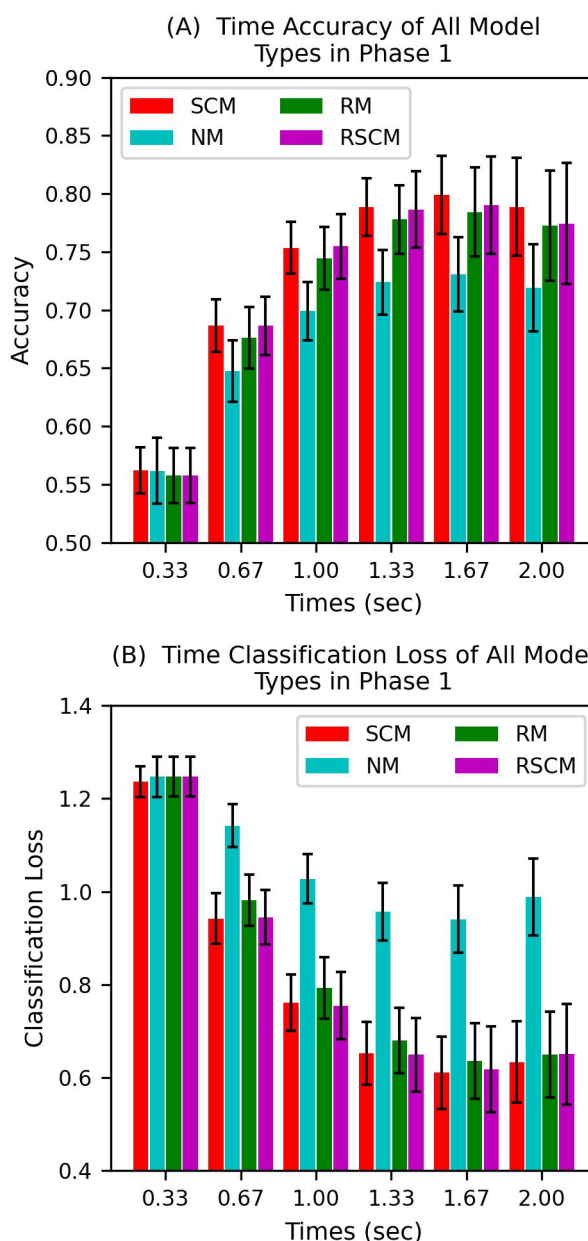 (A) Time Accuracy of All Model
Types in Phase 1
0.90
0.85
0.80
0.75
0.70
0.65
0.60
0.55
0.50
Accuracy
SCM RM
NM RSCM
0.33 0.67 1.00 1.33 1.67 2.00
Times (sec)
(B) Time Classification Loss of All Mode
Types in Phase 1
1.4
1.2
1.0
0.8
0.6
0.4
Classification Loss
SCM RM
NM RSCM
0.33 0.67 1.00 1.33 1.67 2.00
Times (sec)